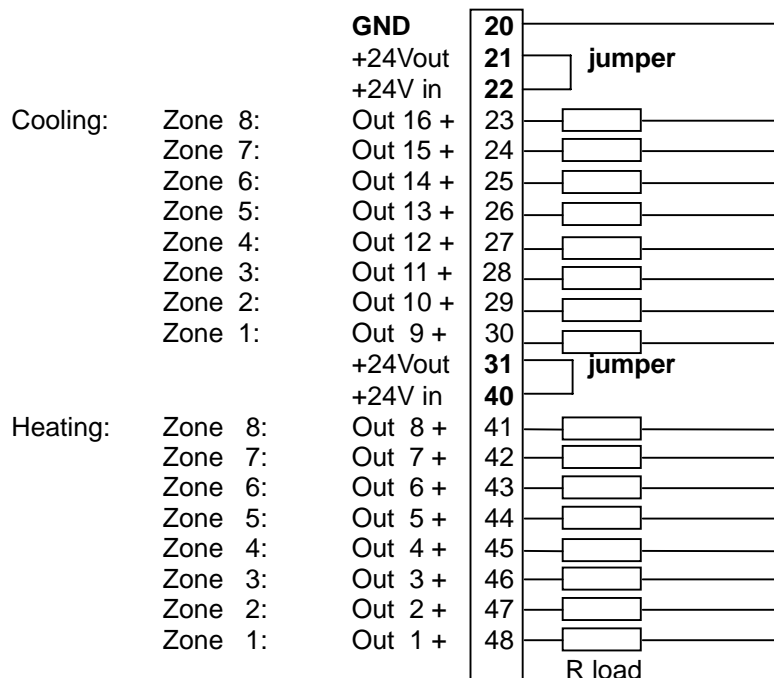 GND 20
+24Vout 21 jumper
+24V in 22
Cooling: Zone 8: Out 16 + 23
Zone 7: Out 15 + 24
Zone 6: Out 14 + 25
Zone 5: Out 13 + 26
Zone 4: Out 12 + 27
Zone 3: Out 11 + 28
Zone 2: Out 10 + 29
Zone 1: Out 9 + 30
+24Vout 31 jumper
+24V in 40
Heating: Zone 8: Out 8 + 41
Zone 7: Out 7 + 42
Zone 6: Out 6 + 43
Zone 5: Out 5 + 44
Zone 4: Out 4 + 45
Zone 3: Out 3 + 46
Zone 2: Out 2 + 47
Zone 1: Out 1 + 48
R load